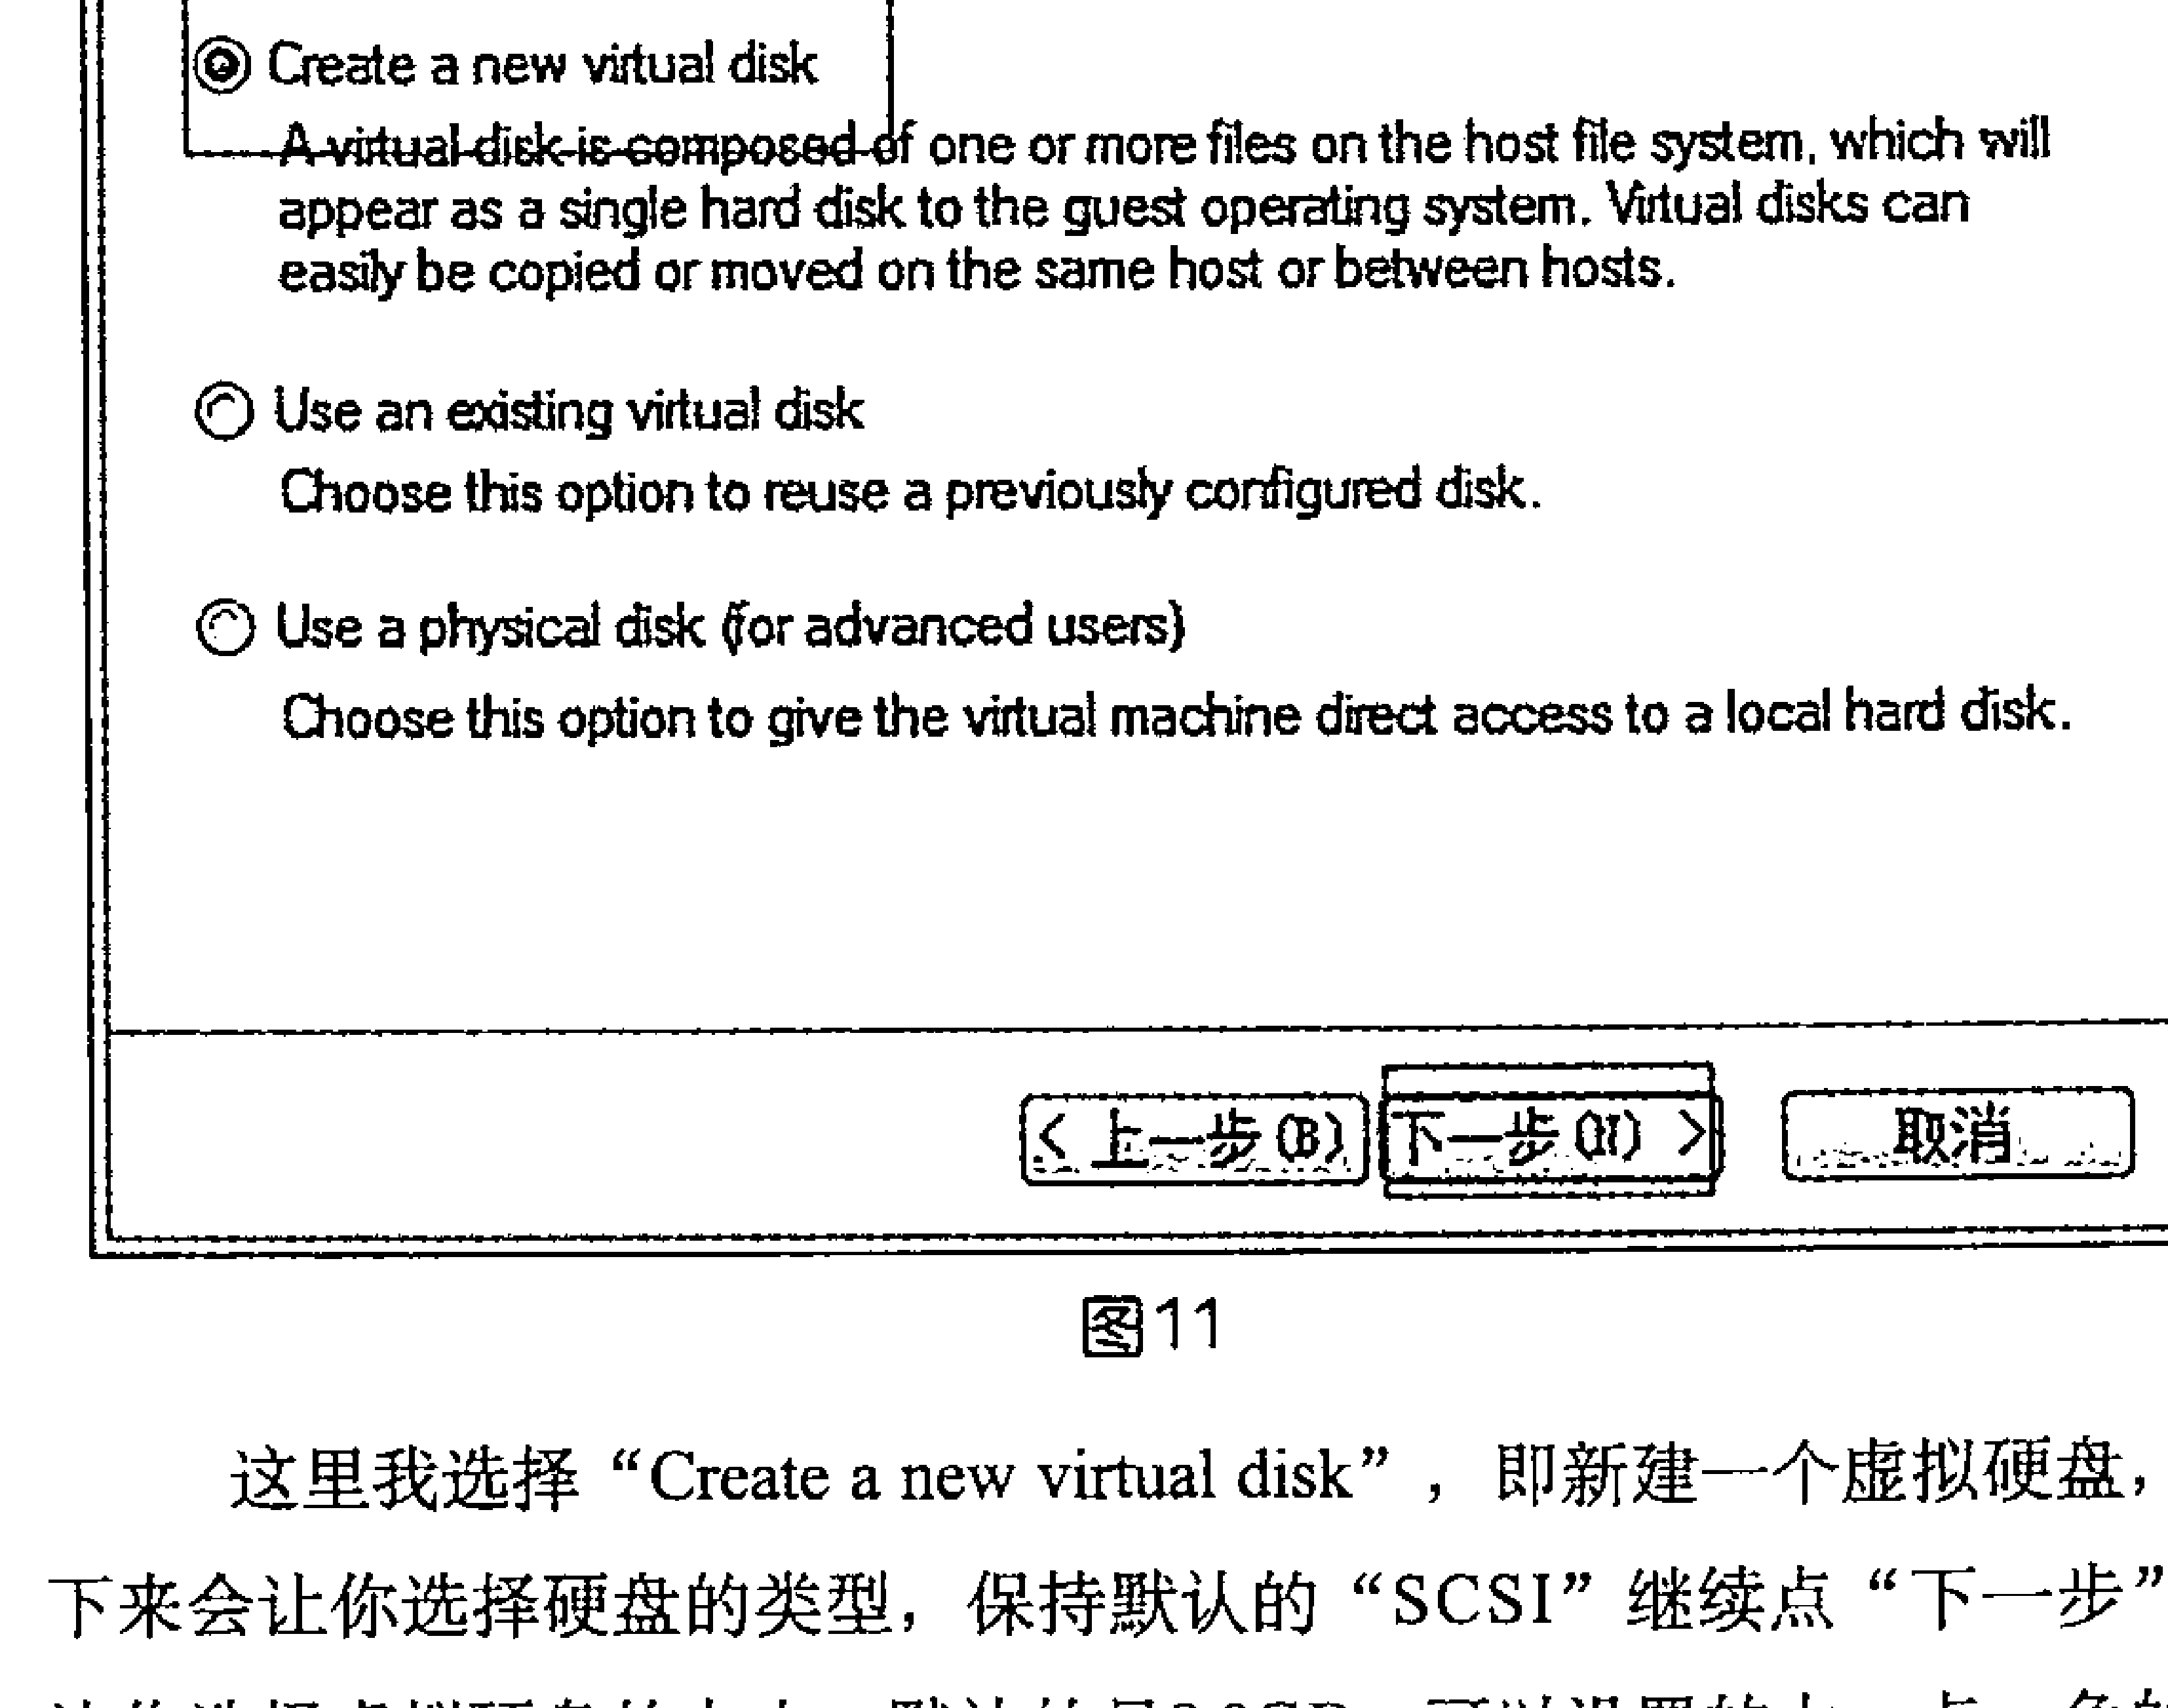 Create a new virtual disk
A virtual disk is composed of one or more files on the host file system, which will
appear as a single hard disk to the guest operating system. Virtual disks can
easily be copied or moved on the same host or between hosts.
Use an existing virtual disk
Choose this option to reuse a previously configured disk.
Use a physical disk (for advanced users)
Choose this option to give the virtual machine direct access to a local hard disk.
< 上一步(B) 下一步(N) > 取消
图11
这里我选择“Create a new virtual disk”，即新建一个虚拟硬盘，
下来会让你选择硬盘的类型，保持默认的“SCSI”继续点“下一步”